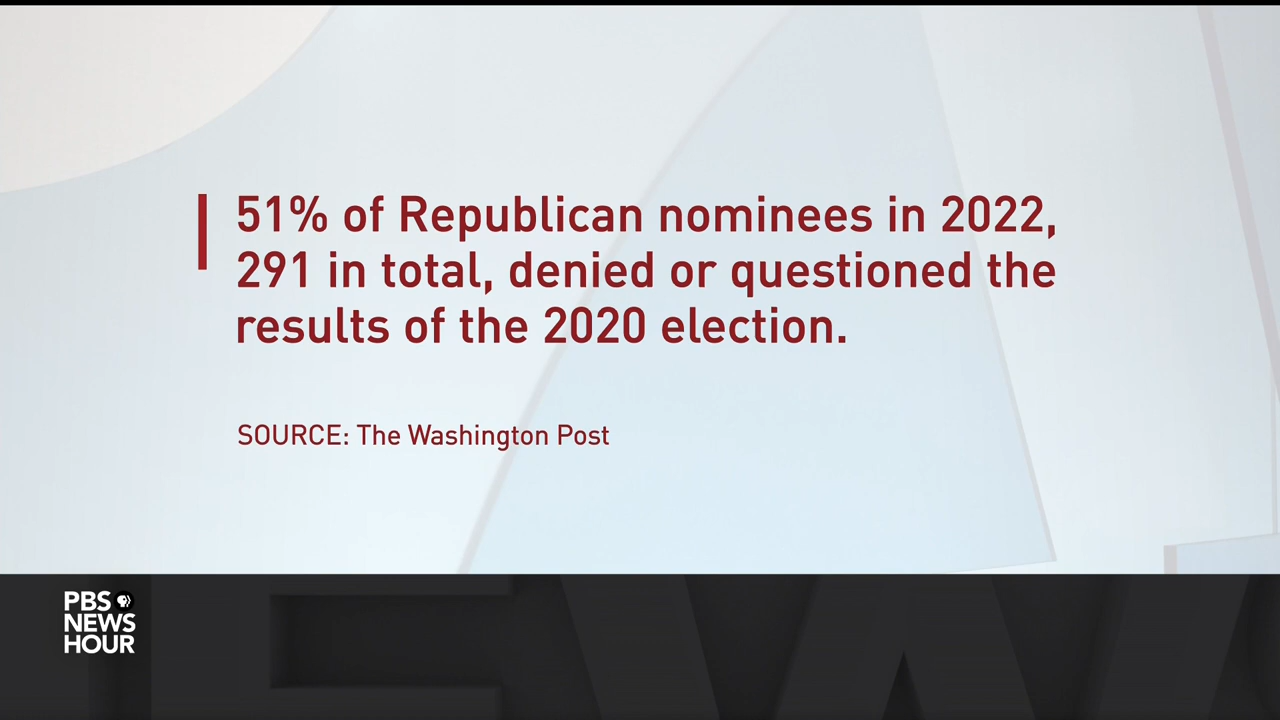 51% of Republican nominees in 2022,
291 in total, denied or questioned the
results of the 2020 election.
SOURCE: The Washington Post
PBS
NEWS
HOUR